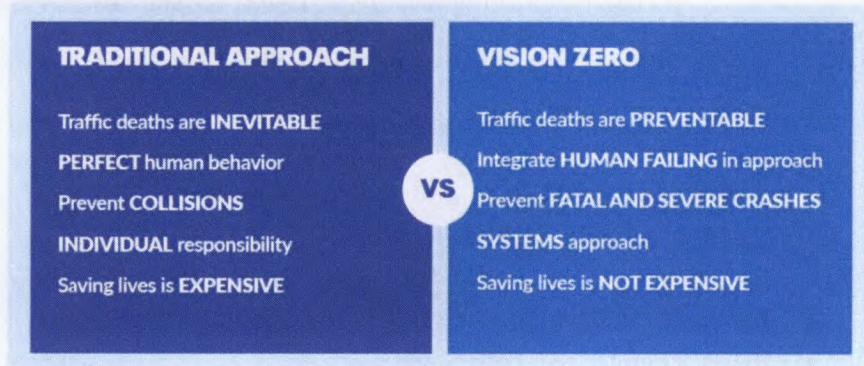 TRADITIONAL APPROACH
Traffic deaths are INEVITABLE
PERFECT human behavior
Prevent COLLISIONS
INDIVIDUAL responsibility
Saving lives is EXPENSIVE
VS
VISION ZERO
Traffic deaths are PREVENTABLE
Integrate HUMAN FAILING in approach
Prevent FATAL AND SEVERE CRASHES
SYSTEMS approach
Saving lives is NOT EXPENSIVE